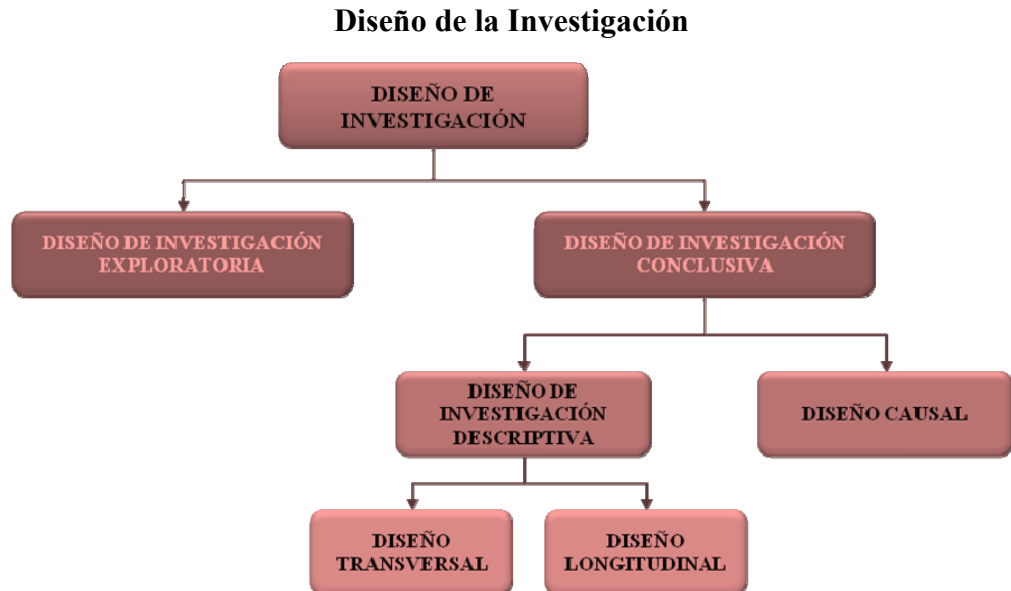 Diseño de la Investigación
DISEÑO DE
INVESTIGACIÓN
DISEÑO DE INVESTIGACIÓN
EXPLORATORIA
DISEÑO DE INVESTIGACIÓN
CONCLUSIVA
DISEÑO DE
INVESTIGACIÓN
DESCRIPTIVA
DISEÑO CAUSAL
DISEÑO
TRANSVERSAL
DISEÑO
LONGITUDINAL